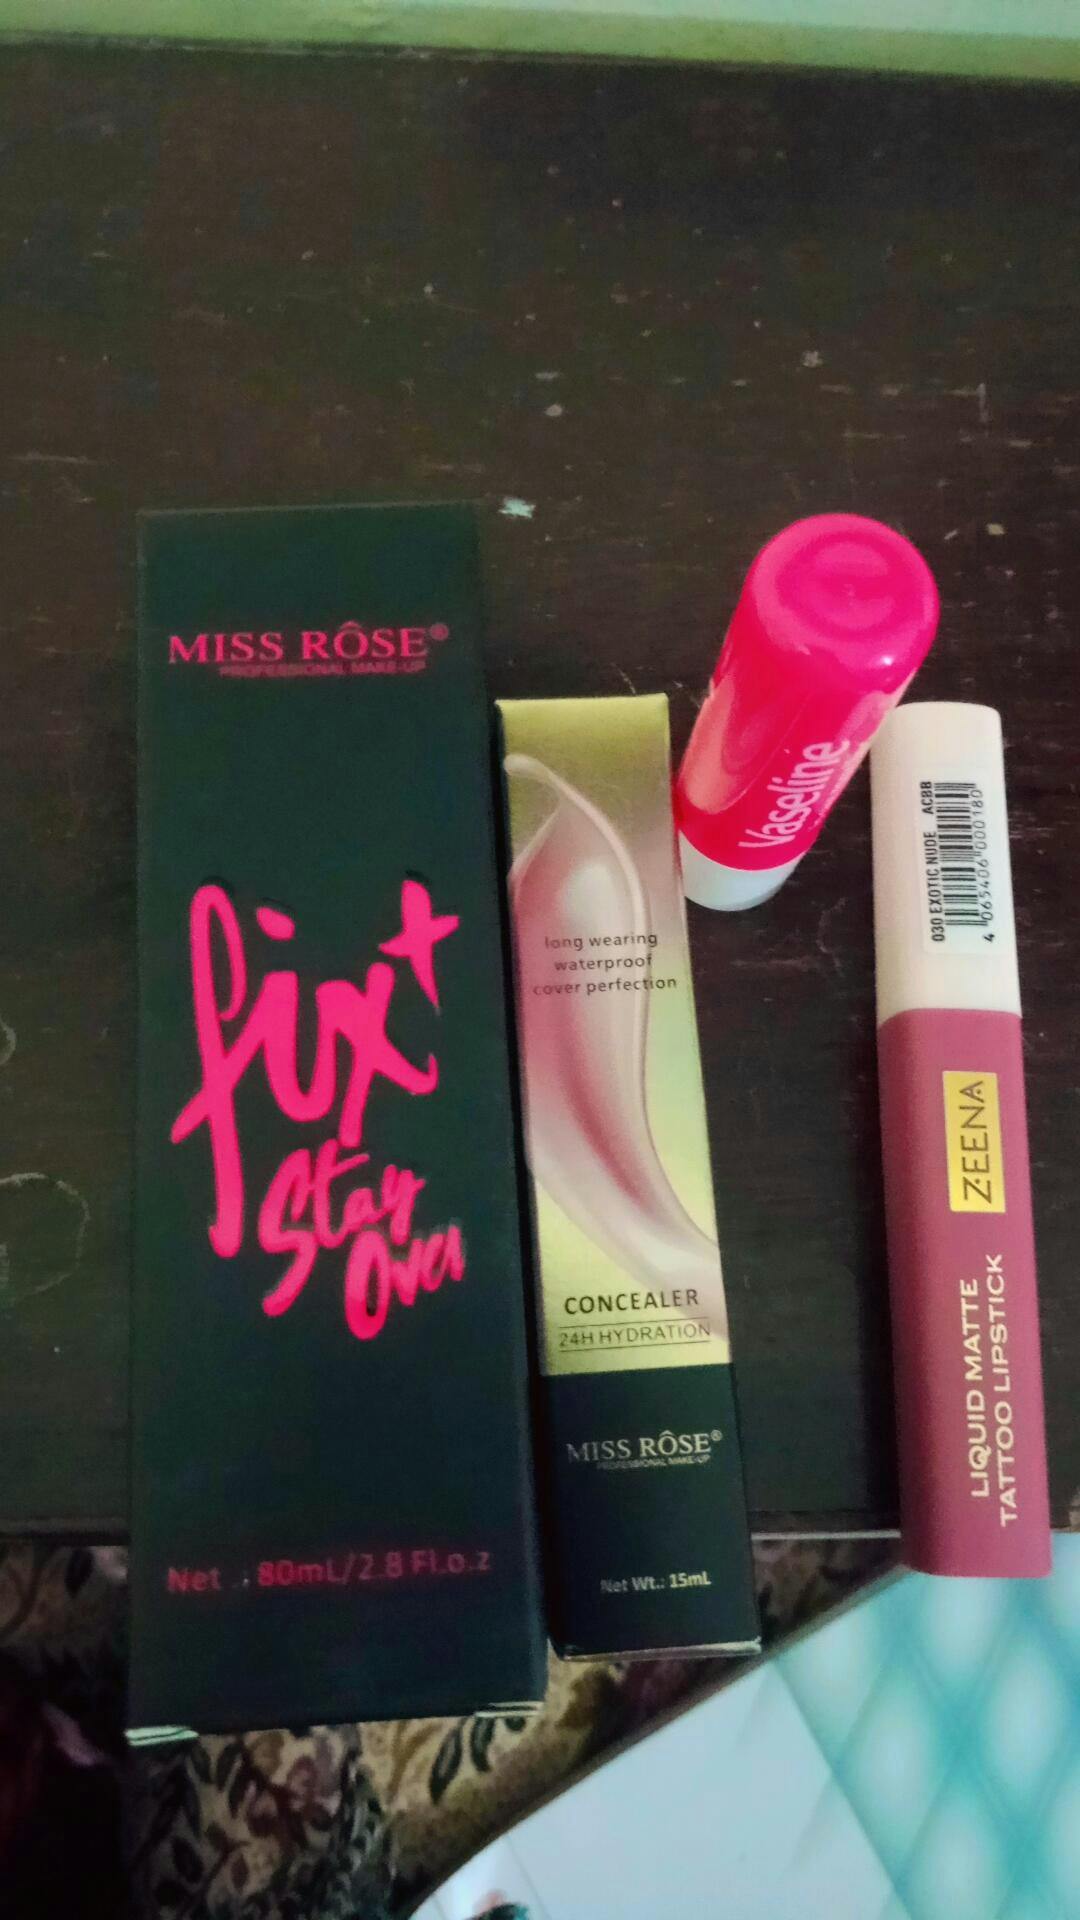 MISS RÔSE®
PROFESSIONAL MAKE-UP
fix+
Stay
Over
Net .: 80mL/2.8 Fl.o.z
long wearing
waterproof
cover perfection
CONCEALER
24H HYDRATION
MISS RÔSE®
PROFESSIONAL MAKE-UP
Net Wt.: 15mL
Vaseline
030 EXOTIC NUDE ACBB
4 065406 000180
ZEENA
LIQUID MATTE
TATTOO LIPSTICK